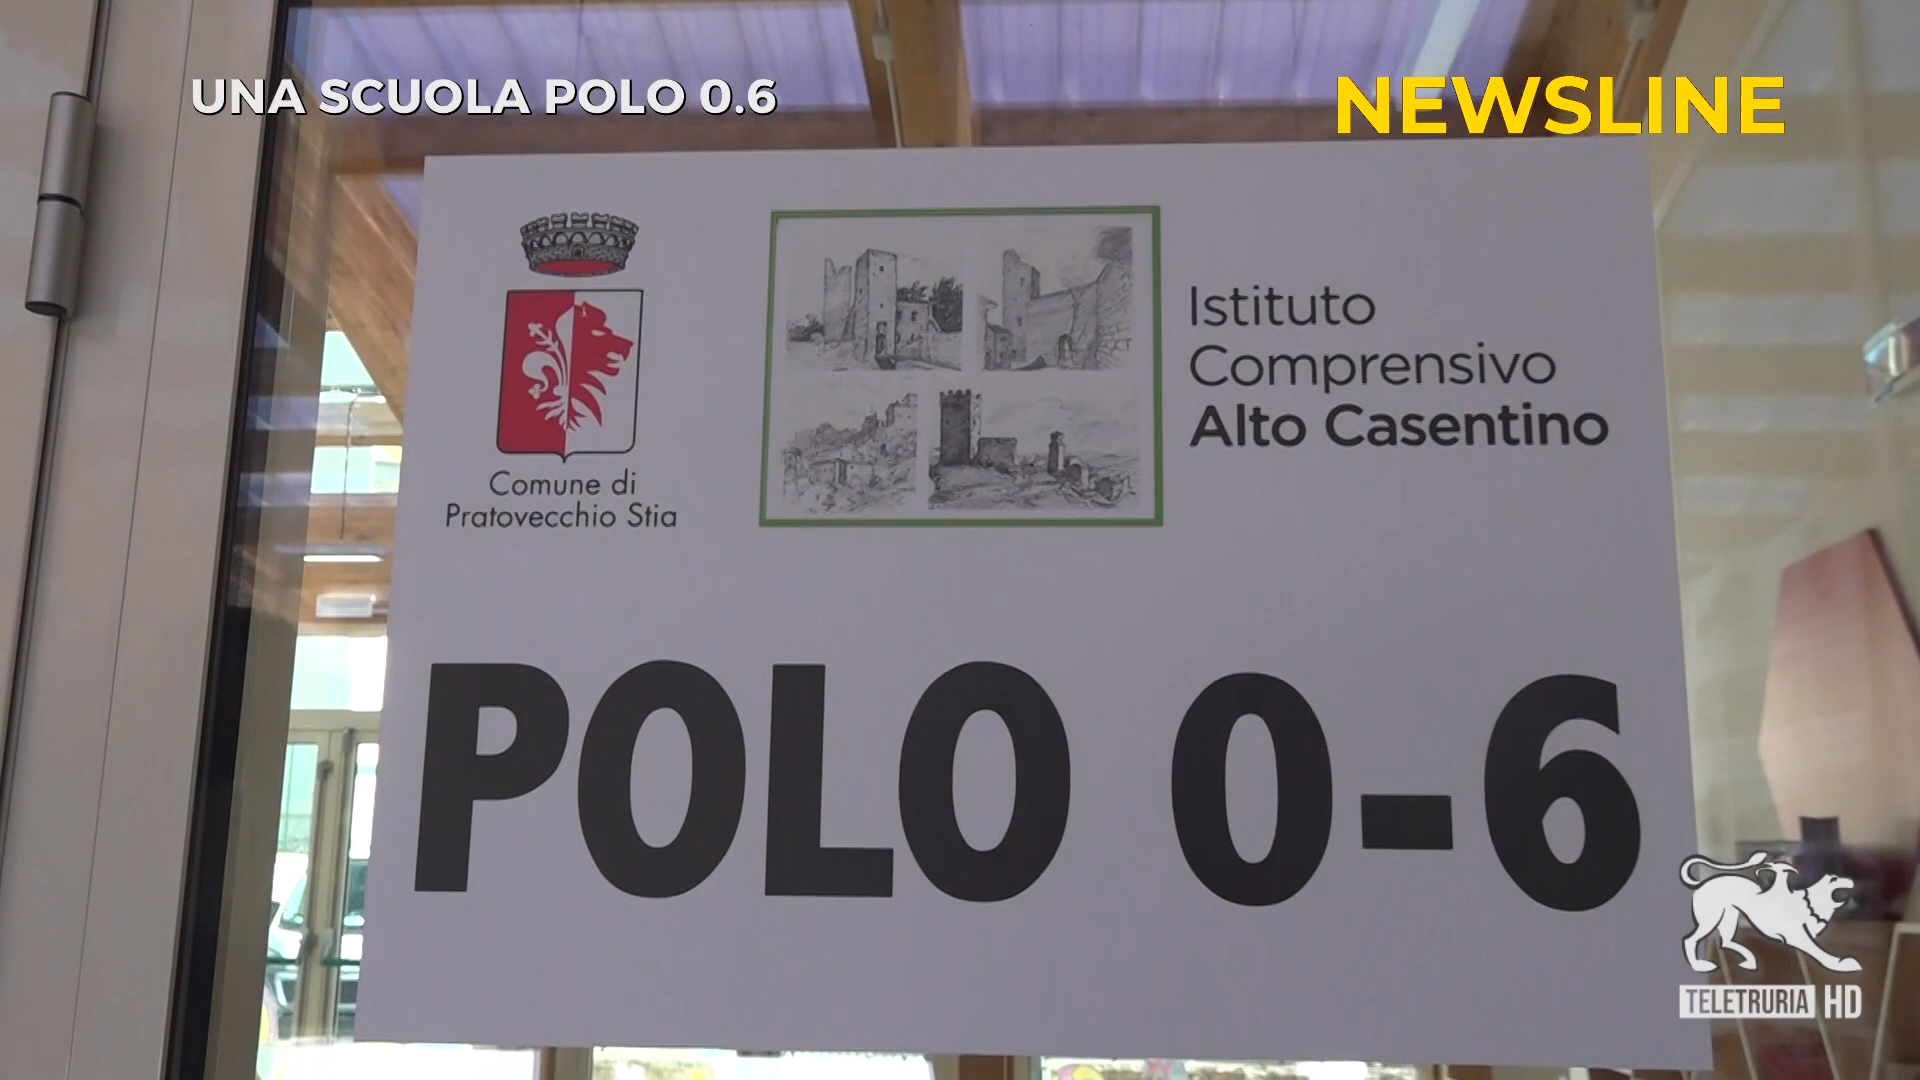 UNA SCUOLA POLO 0.6
NEWSLINE
Comune di
Pratovecchio Stia
Istituto
Comprensivo
Alto Casentino
POLO 0-6
TELETRURIA HD